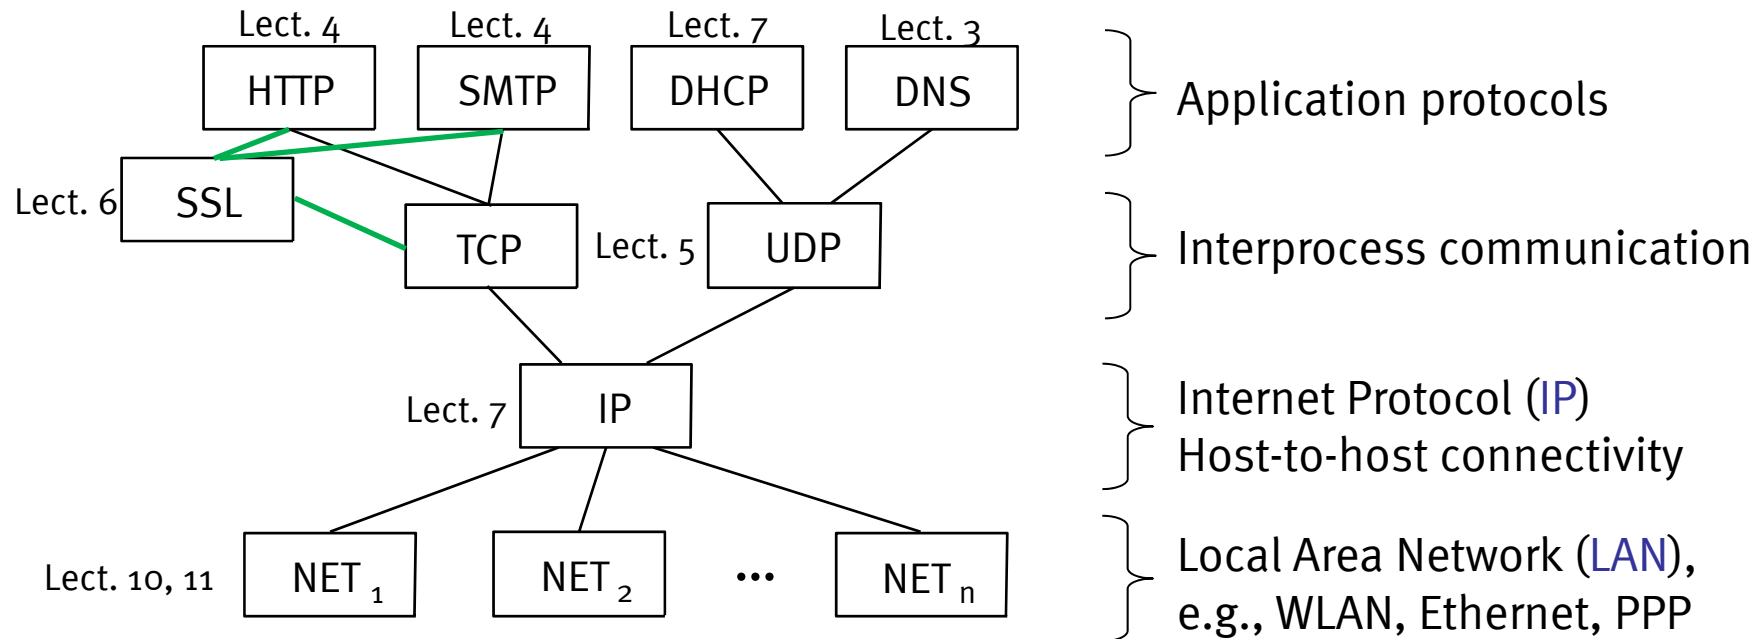 Lect. 4 Lect. 4 Lect. 7 Lect. 3
HTTP SMTP DHCP DNS
Application protocols
Lect. 6 SSL
TCP Lect. 5 UDP
Interprocess communication
Lect. 7 IP
Internet Protocol (IP)
Host-to-host connectivity
Lect. 10, 11 NET 1 NET 2 ... NET n
Local Area Network (LAN),
e.g., WLAN, Ethernet, PPP